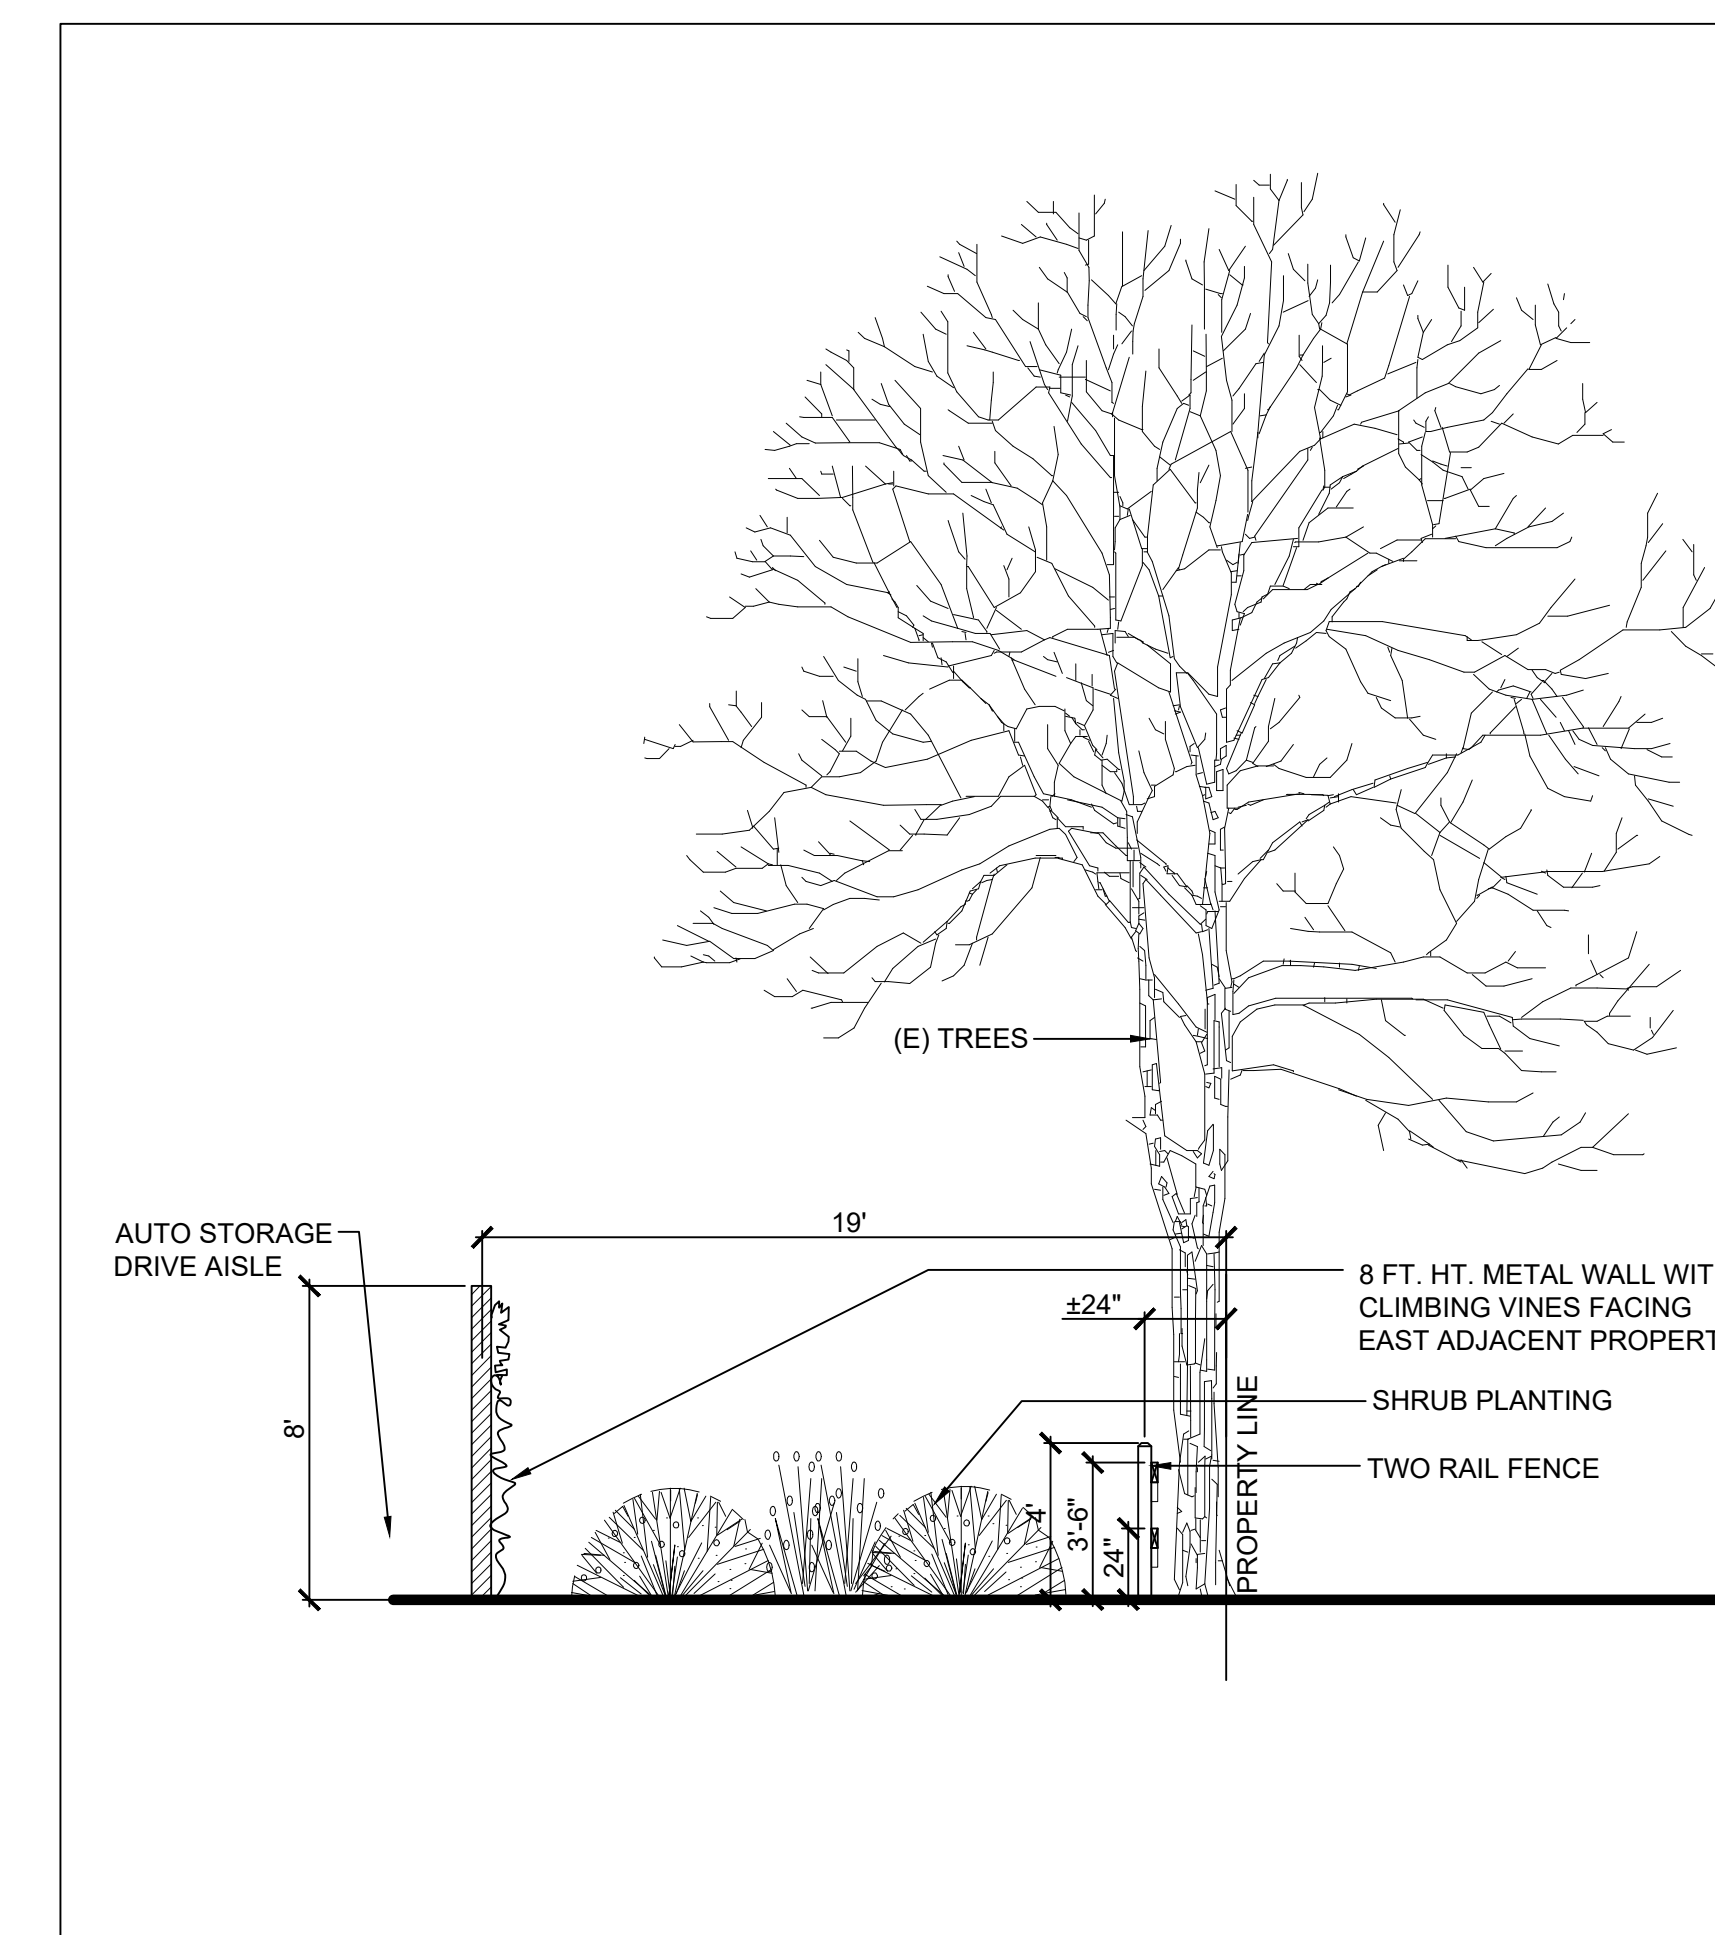 (E) TREES
AUTO STORAGE
DRIVE AISLE
19'
8 FT. HT. METAL WALL WIT
CLIMBING VINES FACING
EAST ADJACENT PROPERT
±24"
8'
SHRUB PLANTING
PROPERTY LINE
TWO RAIL FENCE
4'
3'-6"
24"